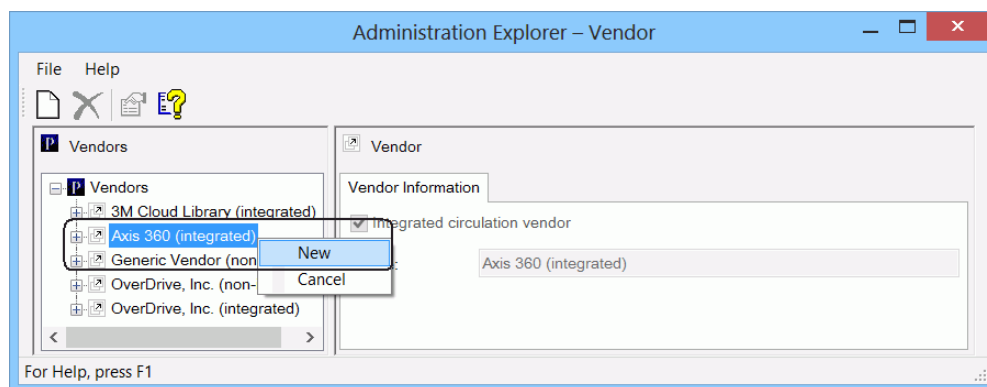 Administration Explorer – Vendor
File Help
Vendors
Vendor
Vendors
Vendor Information
3M Cloud Library (integrated)
Integrated circulation vendor
Axis 360 (integrated)
New
Generic Vendor (non
Axis 360 (integrated)
Cancel
OverDrive, Inc. (non-
OverDrive, Inc. (integrated)
For Help, press F1